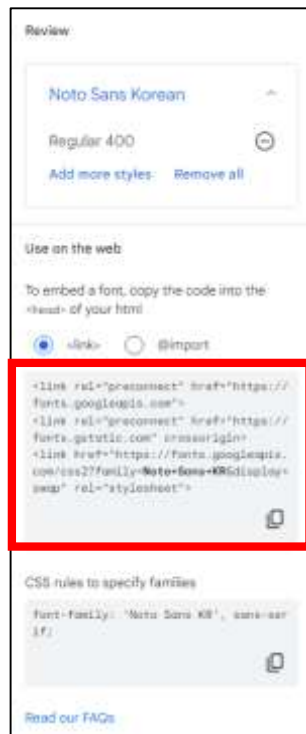 Review
Noto Sans Korean
Regular 400
Add more styles Remove all
Use on the web
To embed a font, copy the code into the
<head> of your html
<link> @import
<link rel="preconnect" href="https://
fonts.googleapis.com">
<link rel="preconnect" href="https://
fonts.gstatic.com" crossorigin>
<link href="https://fonts.googleapis.
com/css2?family=Noto+Sans+KR&display=
swap" rel="stylesheet">
CSS rules to specify families
font-family: 'Noto Sans KR', sans-ser
if;
Read our FAQs